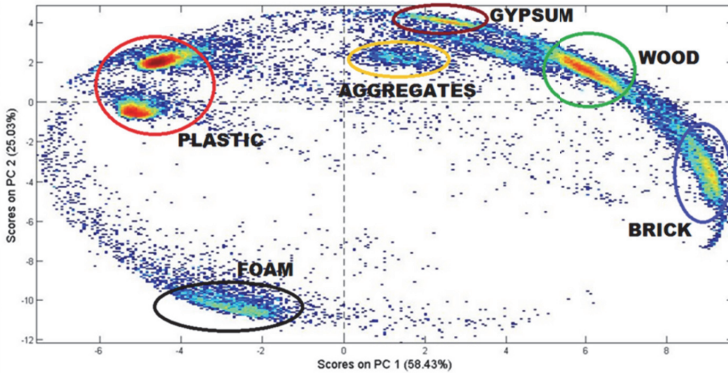 GYPSUM
WOOD
AGGREGATES
PLASTIC
BRICK
FOAM
Scores on PC 2 (25.03%)
4
2
0
-2
-4
-6
-8
-10
-12
-6
-4
-2
0
2
4
6
8
Scores on PC 1 (58.43%)